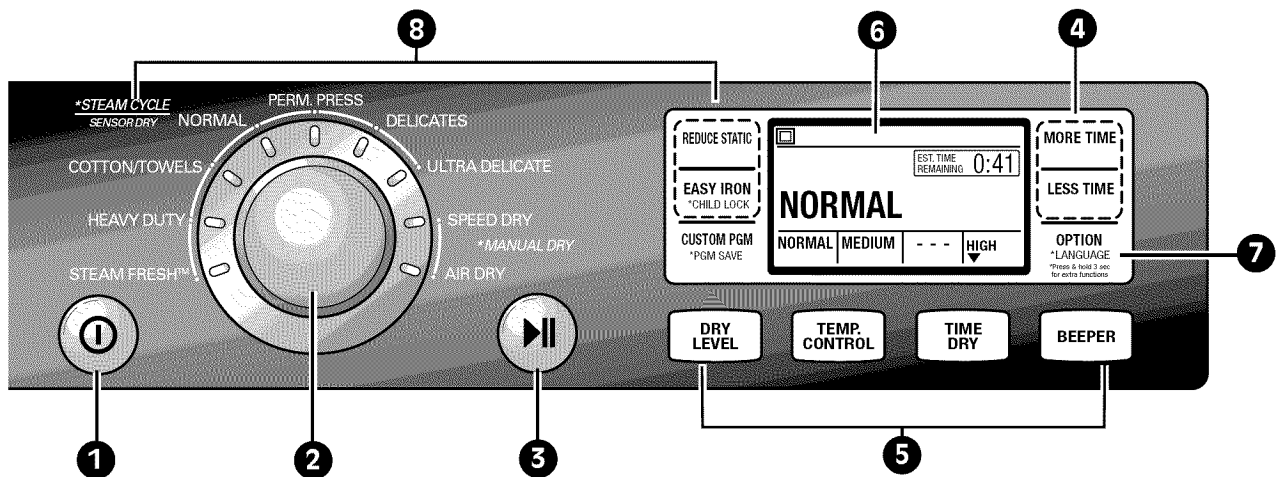 8
6
4
*STEAM CYCLE
SENSOR DRY
PERM. PRESS
NORMAL
DELICATES
COTTON/TOWELS
ULTRA DELICATE
HEAVY DUTY
SPEED DRY
*MANUAL DRY
STEAM FRESH™
AIR DRY
REDUCE STATIC
EASY IRON
*CHILD LOCK
CUSTOM PGM
*PGM SAVE
EST. TIME
REMAINING 0:41
NORMAL
NORMAL MEDIUM - - - HIGH
MORE TIME
LESS TIME
OPTION
*LANGUAGE
*Press & hold 3 sec
for extra functions
7
DRY
LEVEL
TEMP.
CONTROL
TIME
DRY
BEEPER
1
2
3
5